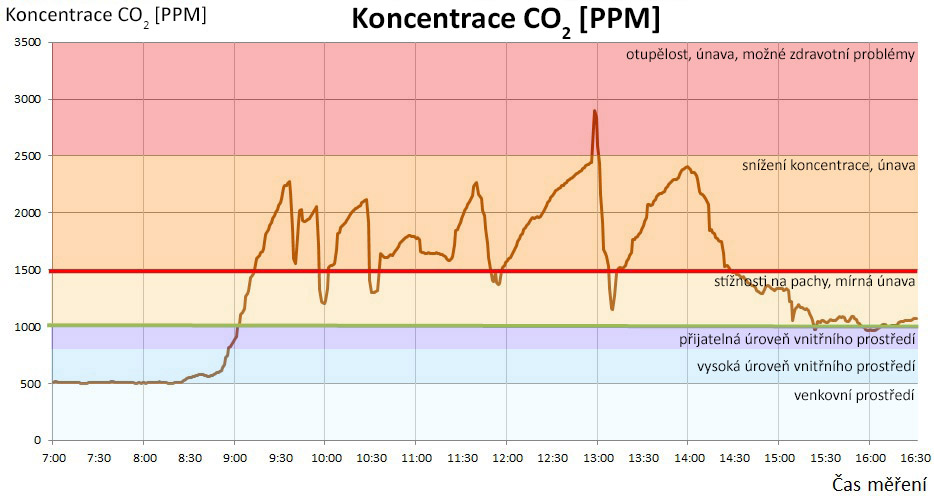 Koncentrace CO2 [PPM]
Koncentrace CO2 [PPM]
3500
otupělost, únava, možné zdravotní problémy
3000
2500
snížení koncentrace, únava
2000
1500
stížnosti na pachy, mírná únava
1000
přijatelná úroveň vnitřního prostředí
vysoká úroveň vnitřního prostředí
500
venkovní prostředí
0
7:00 7:30 8:00 8:30 9:00 9:30 10:00 10:30 11:00 11:30 12:00 12:30 13:00 13:30 14:00 14:30 15:00 15:30 16:00 16:30
Čas měření